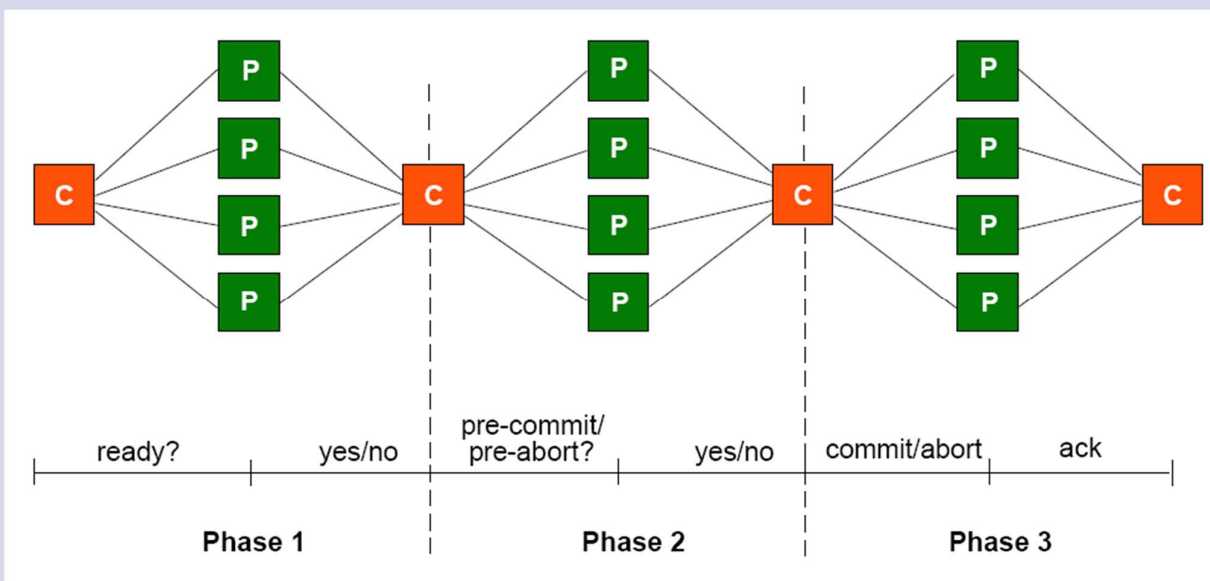 P
P
P
C
P
P
C
P
P
C
P
P
P
C
P
ready?
yes/no
pre-commit/
pre-abort?
yes/no
commit/abort
ack
Phase 1
Phase 2
Phase 3